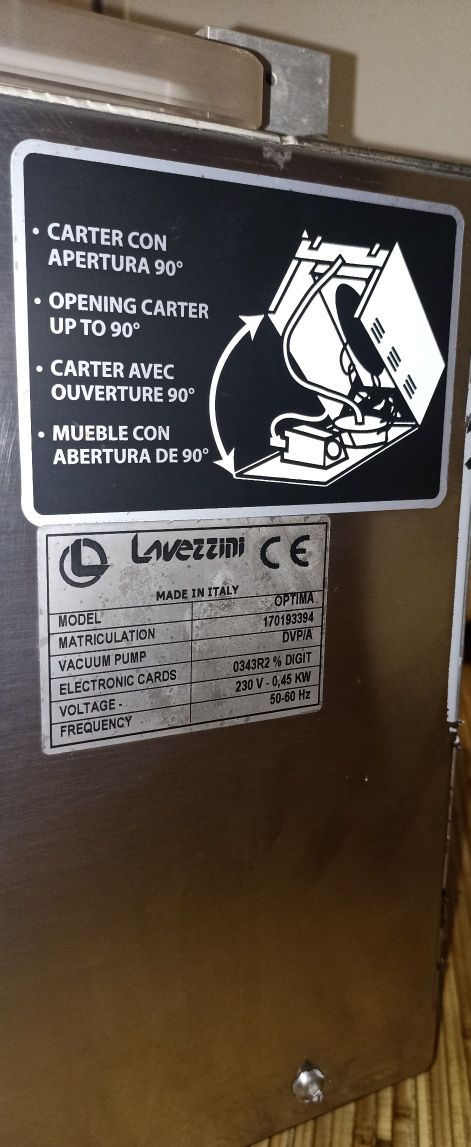 • CARTER CON
APERTURA 90°
• OPENING CARTER
UP TO 90°
• CARTER AVEC
OUVERTURE 90°
• MUEBLE CON
ABERTURA DE 90°
Lavezzini CE
MADE IN ITALY
MODEL OPTIMA
MATRICULATION 170193394
VACUUM PUMP DVP/A
ELECTRONIC CARDS 0343R2 % DIGIT
VOLTAGE - 230 V - 0,45 KW
FREQUENCY 50-60 Hz